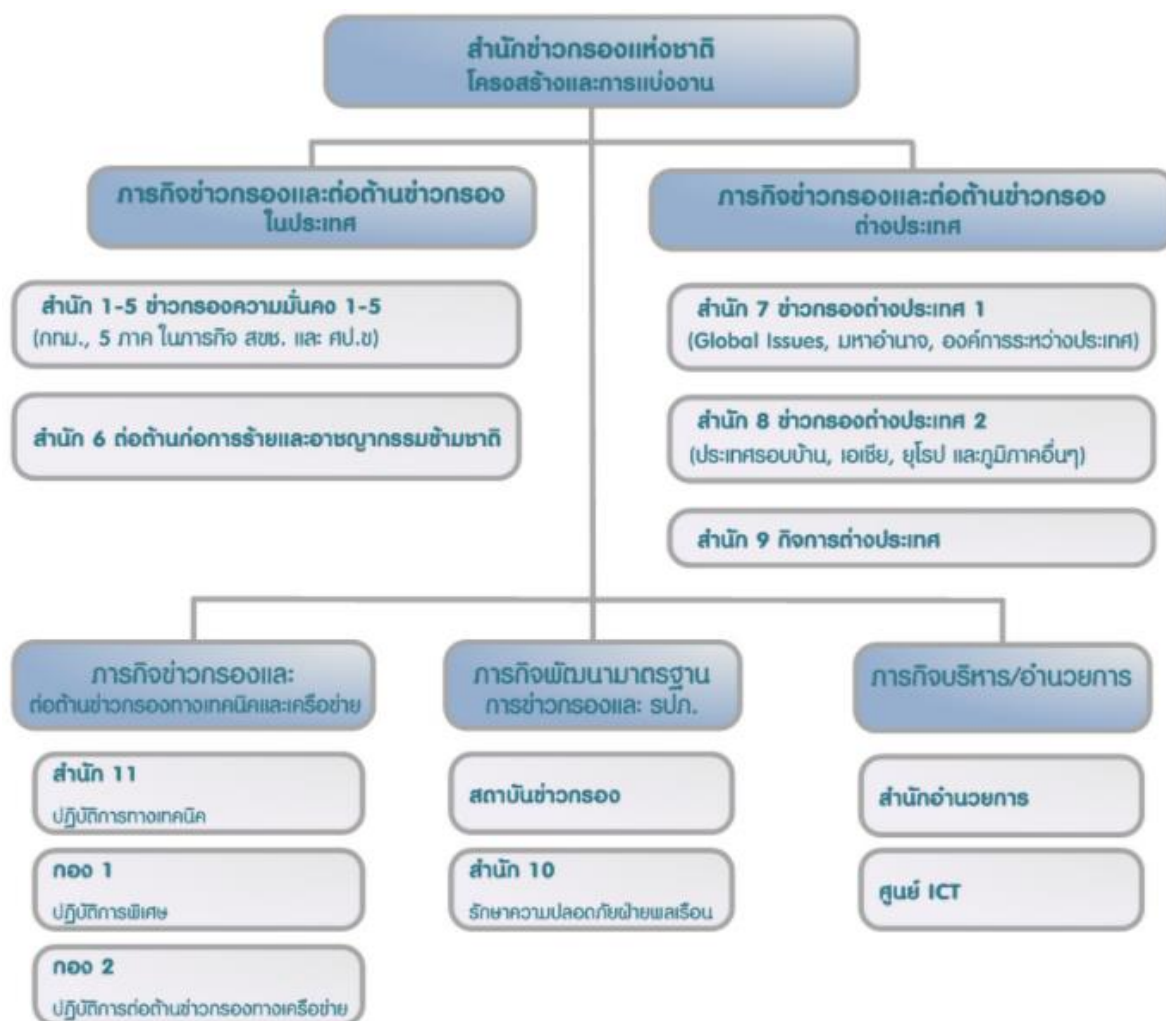 สำนักข่าวกรองแห่งชาติ
โครงสร้างและการแบ่งงาน
ภารกิจข่าวกรองและต่อต้านข่าวกรอง
ในประเทศ
สำนัก 1-5 ข่าวกรองความมั่นคง 1-5
(กทม., 5 ภาค ในภารกิจ สขช. และ ศป.ข)
สำนัก 6 ต่อต้านก่อการร้ายและอาชญากรรมข้ามชาติ
ภารกิจข่าวกรองและต่อต้านข่าวกรอง
ต่างประเทศ
สำนัก 7 ข่าวกรองต่างประเทศ 1
(Global Issues, มหาอำนาจ, องค์การระหว่างประเทศ)
สำนัก 8 ข่าวกรองต่างประเทศ 2
(ประเทศรอบบ้าน, เอเชีย, ยุโรป และภูมิภาคอื่นๆ)
สำนัก 9 กิจการต่างประเทศ
ภารกิจข่าวกรองและ
ต่อต้านข่าวกรองทางเทคนิคและเครือข่าย
สำนัก 11
ปฏิบัติการทางเทคนิค
กอง 1
ปฏิบัติการพิเศษ
กอง 2
ปฏิบัติการต่อต้านข่าวกรองทางเครือข่าย
ภารกิจพัฒนามาตรฐาน
การข่าวกรองและ รปภ.
สถาบันข่าวกรอง
สำนัก 10
รักษาความปลอดภัยฝ่ายพลเรือน
ภารกิจบริหาร/อำนวยการ
สำนักอำนวยการ
ศูนย์ ICT